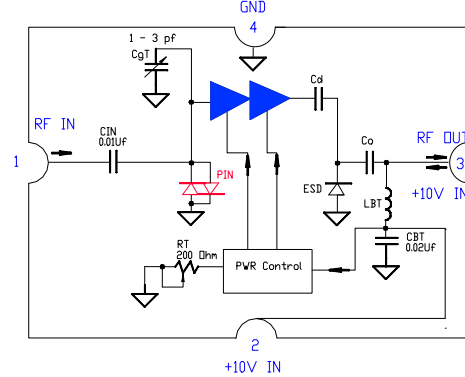 GND
4
1 - 3 pf
CgT
Cd
RF IN
CIN
0.01Uf
1
PIN
ESD
Co
RF OUT
3
+10V IN
LBT
CBT
0.02Uf
RT
200 Ohm
PWR Control
2
+10V IN